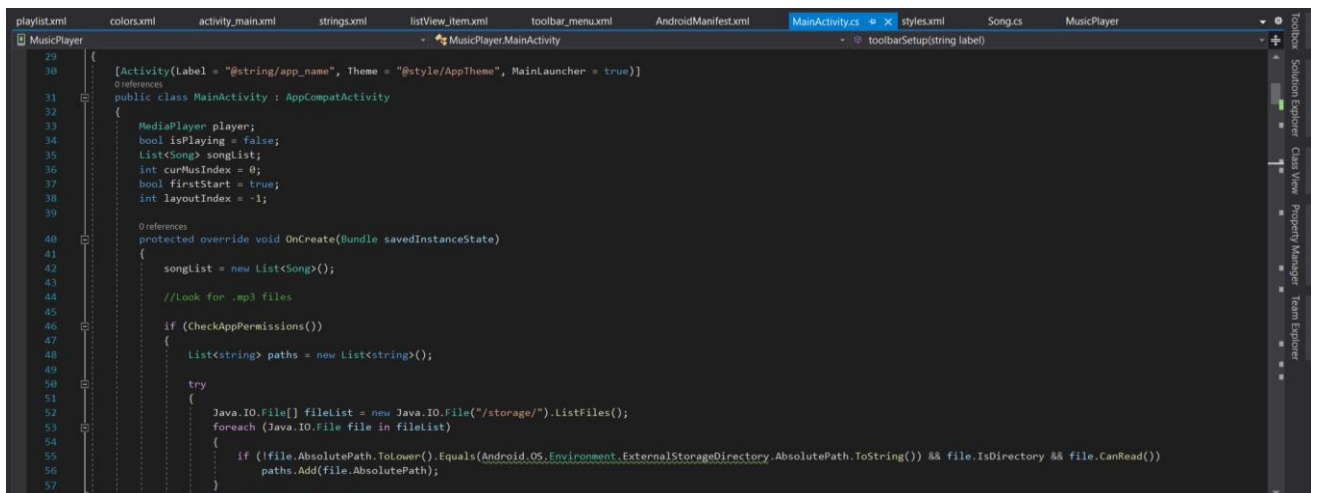 playlist.xml colors.xml activity_main.xml strings.xml listView_item.xml toolbar_menu.xml AndroidManifest.xml MainActivity.cs styles.xml Song.cs MusicPlayer
MusicPlayer MusicPlayer.MainActivity toolbarSetup(string label)
29 {
30 [Activity(Label = "@string/app_name", Theme = "@style/AppTheme", MainLauncher = true)]
0 references
31 public class MainActivity : AppCompatActivity
32 {
33 MediaPlayer player;
34 bool isPlaying = false;
35 List<Song> songList;
36 int curMusIndex = 0;
37 bool firstStart = true;
38 int layoutIndex = -1;
39
0 references
40 protected override void OnCreate(Bundle savedInstanceState)
41 {
42 songList = new List<Song>();
43
44 //Look for .mp3 files
45
46 if (CheckAppPermissions())
47 {
48 List<string> paths = new List<string>();
49
50 try
51 {
52 Java.IO.File[] fileList = new Java.IO.File("/storage/").ListFiles();
53 foreach (Java.IO.File file in fileList)
54 {
55 if (!file.AbsolutePath.ToLower().Equals(Android.OS.Environment.ExternalStorageDirectory.AbsolutePath.ToString()) && file.IsDirectory && file.CanRead())
56 paths.Add(file.AbsolutePath);
57 }
Toolbox
Solution Explorer
Class View
Property Manager
Team Explorer